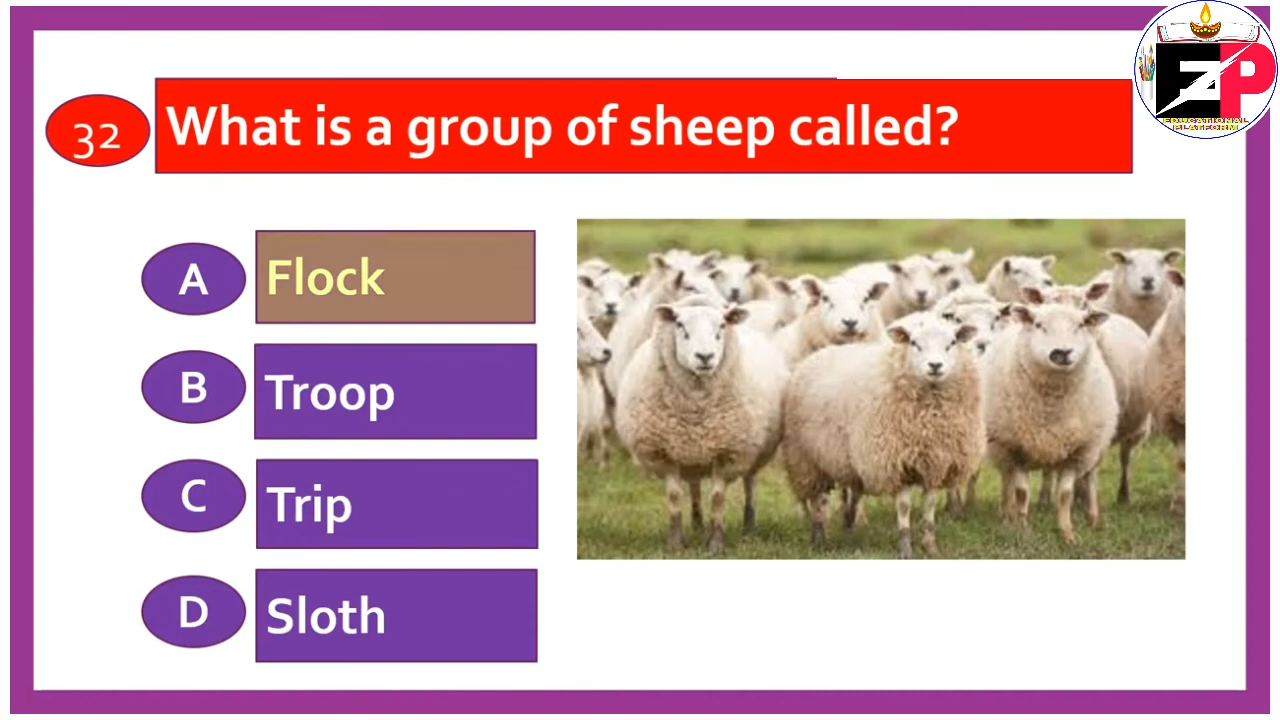 32
What is a group of sheep called?
A
Flock
B
Troop
C
Trip
D
Sloth
EP
EDUCATIONAL
PLATFORM